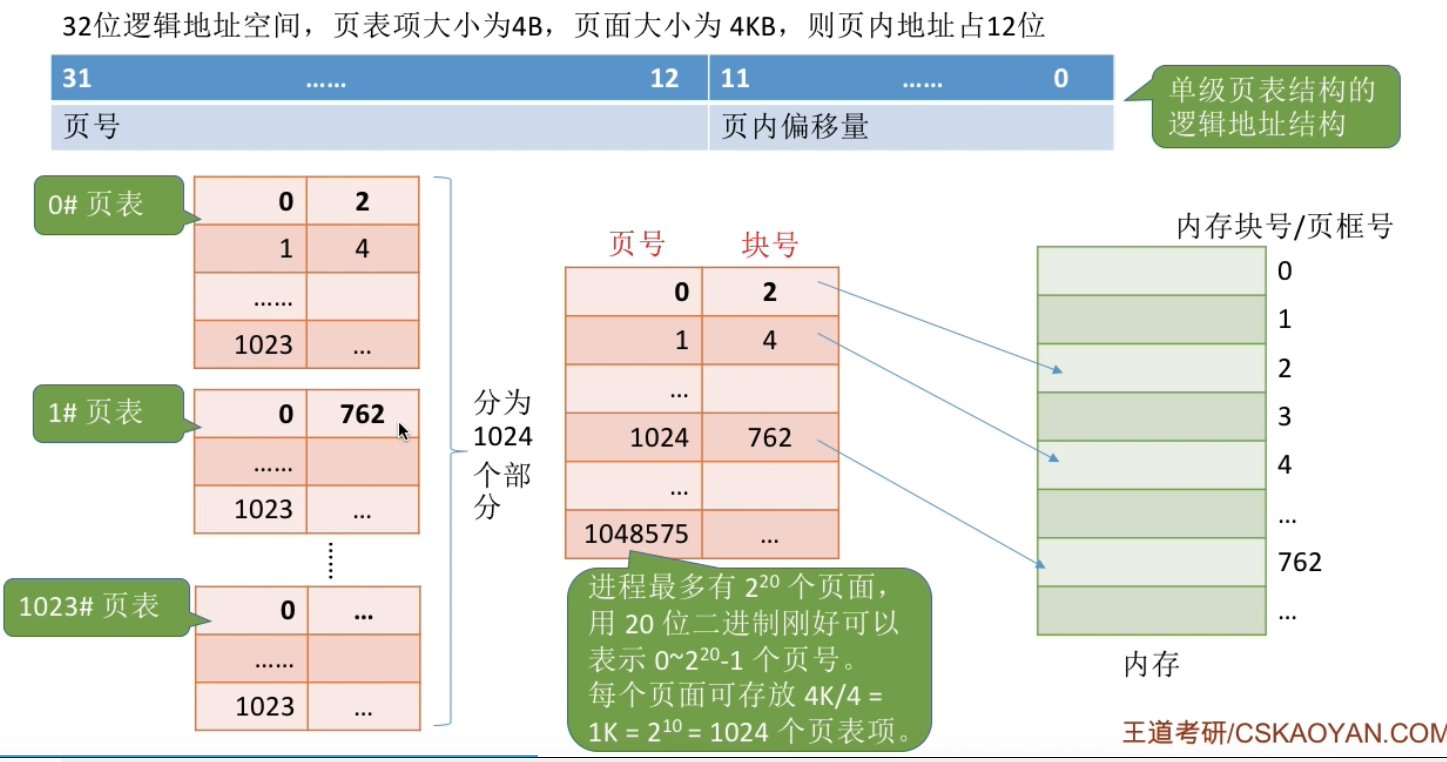 32位逻辑地址空间，页表项大小为4B，页面大小为 4KB，则页内地址占12位
31 …… 12 11 …… 0
页号 页内偏移量
单级页表结构的
逻辑地址结构
0# 页表
0 2
1 4
……
1023 …
1# 页表
0 762
……
1023 …
1023# 页表
0 …
……
1023 …
分为
1024
个部
分
页号 块号
0 2
1 4
…
1024 762
…
1048575 …
进程最多有 2²⁰ 个页面，
用 20 位二进制刚好可以
表示 0~2²⁰-1 个页号。
每个页面可存放 4K/4 =
1K = 2¹⁰ = 1024 个页表项。
内存块号/页框号
0
1
2
3
4
…
762
…
内存
王道考研/CSKAOYAN.COM